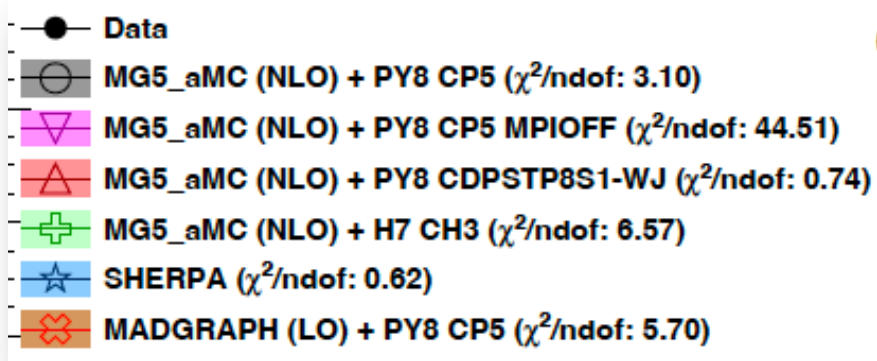 Data
MG5_aMC (NLO) + PY8 CP5 (χ²/ndof: 3.10)
MG5_aMC (NLO) + PY8 CP5 MPIOFF (χ²/ndof: 44.51)
MG5_aMC (NLO) + PY8 CDPSTP8S1-WJ (χ²/ndof: 0.74)
MG5_aMC (NLO) + H7 CH3 (χ²/ndof: 6.57)
SHERPA (χ²/ndof: 0.62)
MADGRAPH (LO) + PY8 CP5 (χ²/ndof: 5.70)